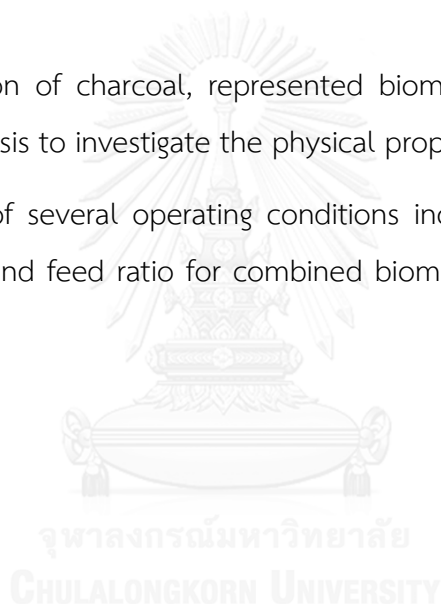 on of charcoal, represented biom
sis to investigate the physical prop
of several operating conditions inc
nd feed ratio for combined biom
จุฬาลงกรณ์มหาวิทยาลัย
CHULALONGKORN UNIVERSITY